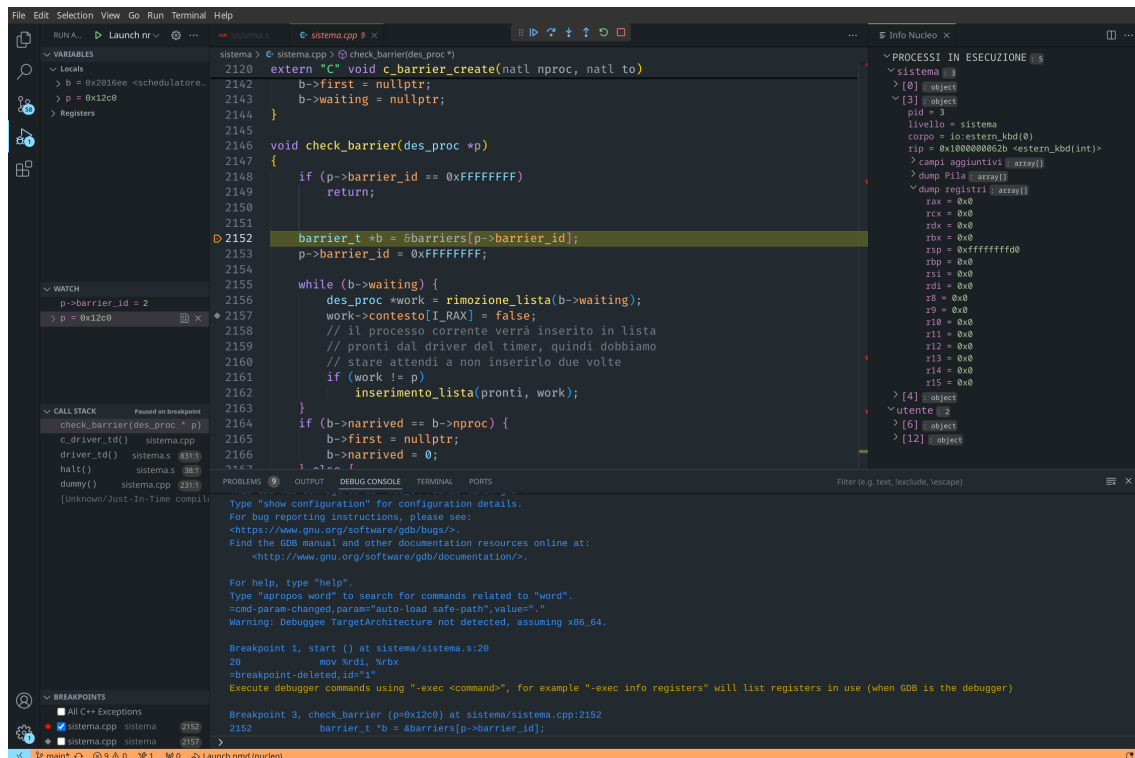 File Edit Selection View Go Run Terminal Help
RUN A... Launch nr ···
VARIABLES
Locals
b = 0x2016ee <schedulatore…
p = 0x12c0
Registers
58
1
WATCH
p->barrier_id = 2
p = 0x12c0
CALL STACK Paused on breakpoint
check_barrier(des_proc * p)
c_driver_td() sistema.cpp
driver_td() sistema.s 831:1
halt() sistema.s 38:1
dummy() sistema.cpp 231:1
[Unknown/Just-In-Time compil
BREAKPOINTS
All C++ Exceptions
sistema.cpp sistema 2152
sistema.cpp sistema 2157
1
sistema.s
sistema.cpp 9 ×
···
sistema > sistema.cpp > check_barrier(des_proc *)
2120 extern "C" void c_barrier_create(natl nproc, natl to)
2142 b->first = nullptr;
2143 b->waiting = nullptr;
2144 }
2145
2146 void check_barrier(des_proc *p)
2147 {
2148 if (p->barrier_id == 0xFFFFFFFF)
2149 return;
2150
2151
2152 barrier_t *b = &barriers[p->barrier_id];
2153 p->barrier_id = 0xFFFFFFFF;
2154
2155 while (b->waiting) {
2156 des_proc *work = rimozione_lista(b->waiting);
2157 work->contesto[I_RAX] = false;
2158 // il processo corrente verrà inserito in lista
2159 // pronti dal driver del timer, quindi dobbiamo
2160 // stare attendi a non inserirlo due volte
2161 if (work != p)
2162 inserimento_lista(pronti, work);
2163 }
2164 if (b->narrived == b->nproc) {
2165 b->first = nullptr;
2166 b->narrived = 0;
2167 } else {
Info Nucleo × ···
PROCESSI IN ESECUZIONE : 5
sistema : 3
[0] : object
[3] : object
pid = 3
livello = sistema
corpo = io:estern_kbd(0)
rip = 0x1000000062b <estern_kbd(int)>
campi aggiuntivi : array[]
dump Pila : array[]
dump registri : array[]
rax = 0x0
rcx = 0x0
rdx = 0x0
rbx = 0x0
rsp = 0xffffffffd0
rbp = 0x0
rsi = 0x0
rdi = 0x0
r8 = 0x0
r9 = 0x0
r10 = 0x0
r11 = 0x0
r12 = 0x0
r13 = 0x0
r14 = 0x0
r15 = 0x0
[4] : object
utente : 2
[6] : object
[12] : object
PROBLEMS 9 OUTPUT DEBUG CONSOLE TERMINAL PORTS Filter (e.g. text, !exclude, \escape)
Type "show configuration" for configuration details.
For bug reporting instructions, please see:
<https://www.gnu.org/software/gdb/bugs/>.
Find the GDB manual and other documentation resources online at:
<http://www.gnu.org/software/gdb/documentation/>.
For help, type "help".
Type "apropos word" to search for commands related to "word".
=cmd-param-changed,param="auto-load safe-path",value="."
Warning: Debuggee TargetArchitecture not detected, assuming x86_64.
Breakpoint 1, start () at sistema/sistema.s:20
20 mov %rdi, %rbx
=breakpoint-deleted,id="1"
Execute debugger commands using "-exec <command>", for example "-exec info registers" will list registers in use (when GDB is the debugger)
Breakpoint 3, check_barrier (p=0x12c0) at sistema/sistema.cpp:2152
2152 barrier_t *b = &barriers[p->barrier_id];
>
main* 9 0 1 0 Launch nmd (nucleo)